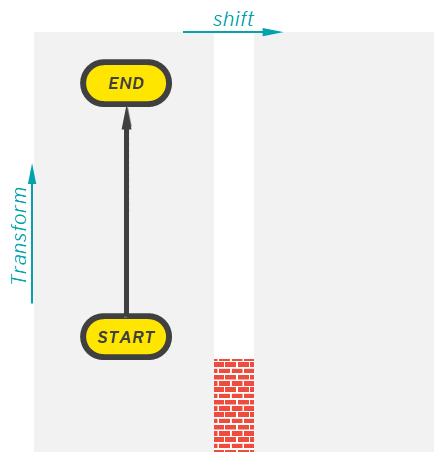 shift
END
Transform
START